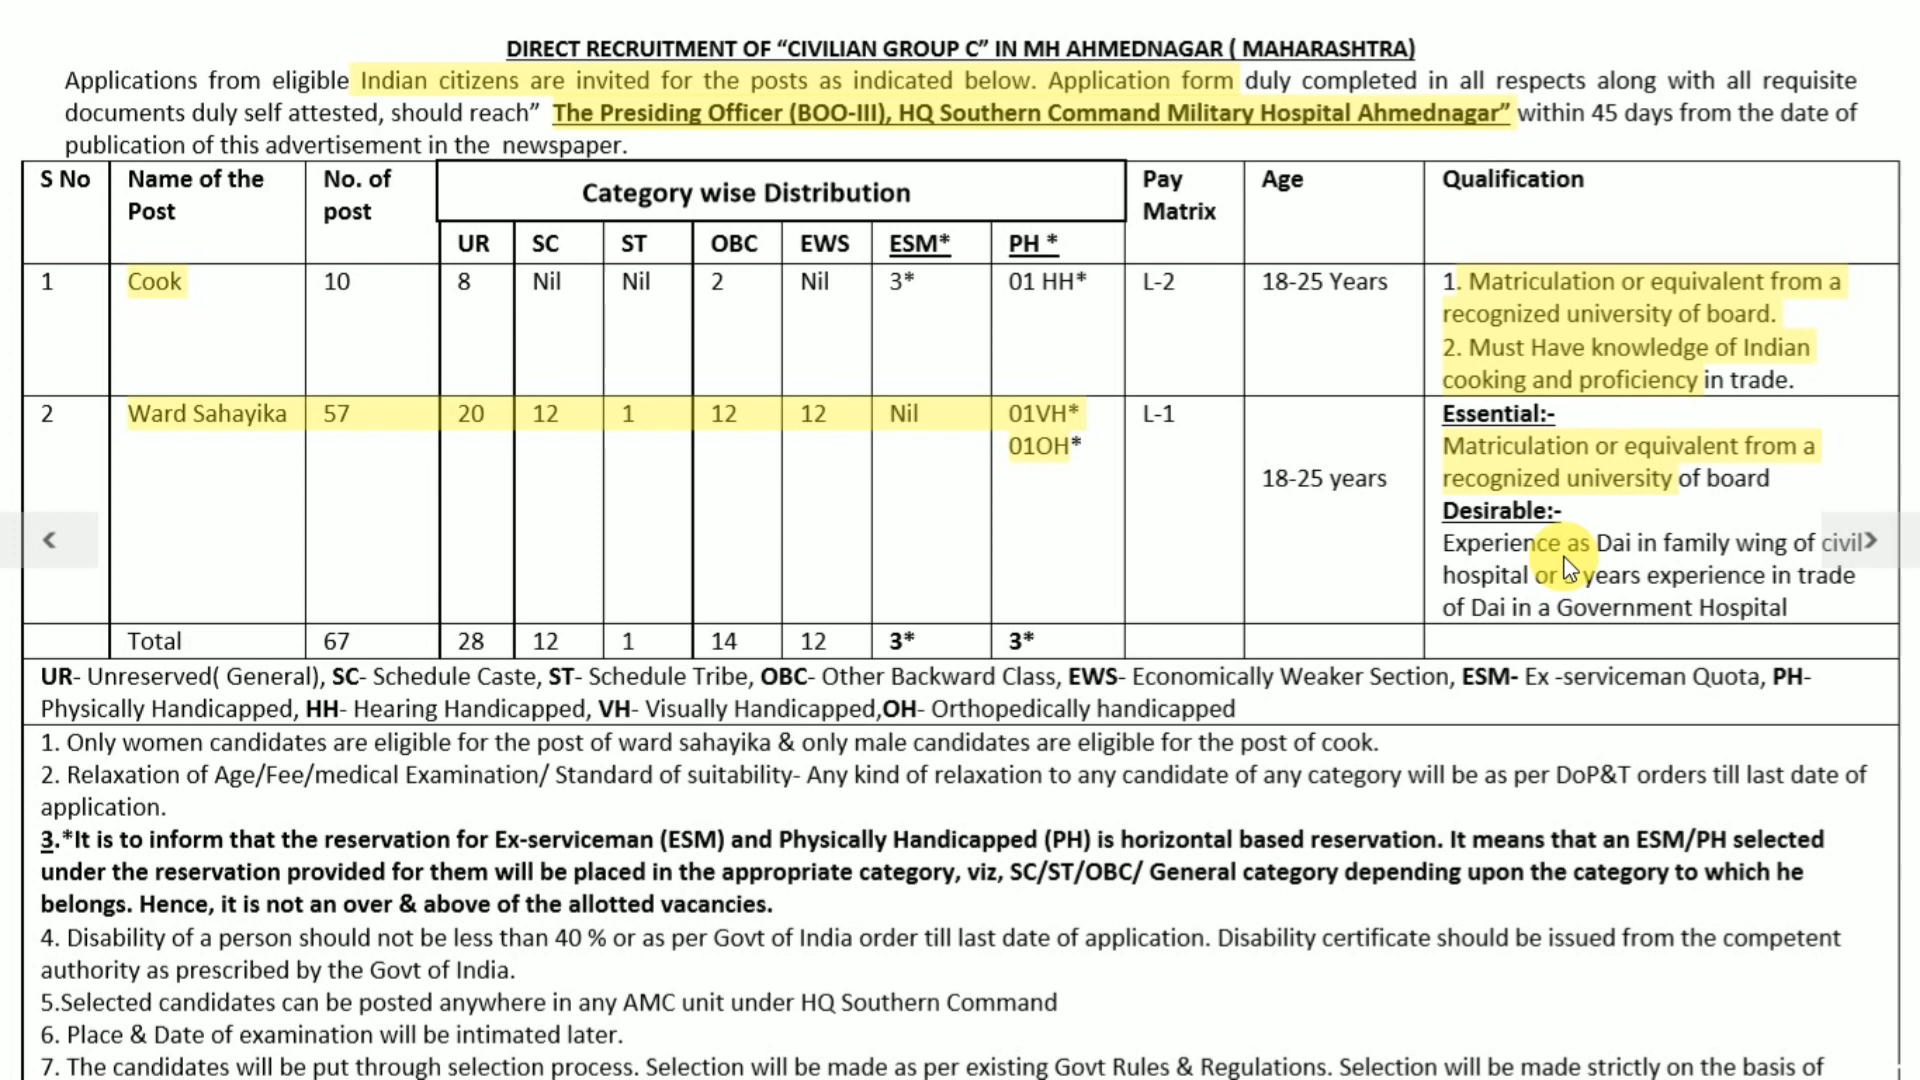 DIRECT RECRUITMENT OF “CIVILIAN GROUP C” IN MH AHMEDNAGAR ( MAHARASHTRA)
Applications from eligible Indian citizens are invited for the posts as indicated below. Application form duly completed in all respects along with all requisite
documents duly self attested, should reach” The Presiding Officer (BOO-III), HQ Southern Command Military Hospital Ahmednagar” within 45 days from the date of
publication of this advertisement in the newspaper.
S No Name of the Post No. of post Category wise Distribution Pay Matrix Age Qualification
UR SC ST OBC EWS ESM* PH *
1 Cook 10 8 Nil Nil 2 Nil 3* 01 HH* L-2 18-25 Years 1. Matriculation or equivalent from a
recognized university of board.
2. Must Have knowledge of Indian
cooking and proficiency in trade.
2 Ward Sahayika 57 20 12 1 12 12 Nil 01VH* L-1 Essential:-
01OH* Matriculation or equivalent from a
18-25 years recognized university of board
Desirable:-
Experience as Dai in family wing of civil
hospital or years experience in trade
of Dai in a Government Hospital
Total 67 28 12 1 14 12 3* 3*
UR- Unreserved( General), SC- Schedule Caste, ST- Schedule Tribe, OBC- Other Backward Class, EWS- Economically Weaker Section, ESM- Ex -serviceman Quota, PH-
Physically Handicapped, HH- Hearing Handicapped, VH- Visually Handicapped,OH- Orthopedically handicapped
1. Only women candidates are eligible for the post of ward sahayika & only male candidates are eligible for the post of cook.
2. Relaxation of Age/Fee/medical Examination/ Standard of suitability- Any kind of relaxation to any candidate of any category will be as per DoP&T orders till last date of
application.
3.*It is to inform that the reservation for Ex-serviceman (ESM) and Physically Handicapped (PH) is horizontal based reservation. It means that an ESM/PH selected
under the reservation provided for them will be placed in the appropriate category, viz, SC/ST/OBC/ General category depending upon the category to which he
belongs. Hence, it is not an over & above of the allotted vacancies.
4. Disability of a person should not be less than 40 % or as per Govt of India order till last date of application. Disability certificate should be issued from the competent
authority as prescribed by the Govt of India.
5.Selected candidates can be posted anywhere in any AMC unit under HQ Southern Command
6. Place & Date of examination will be intimated later.
7. The candidates will be put through selection process. Selection will be made as per existing Govt Rules & Regulations. Selection will be made strictly on the basis of